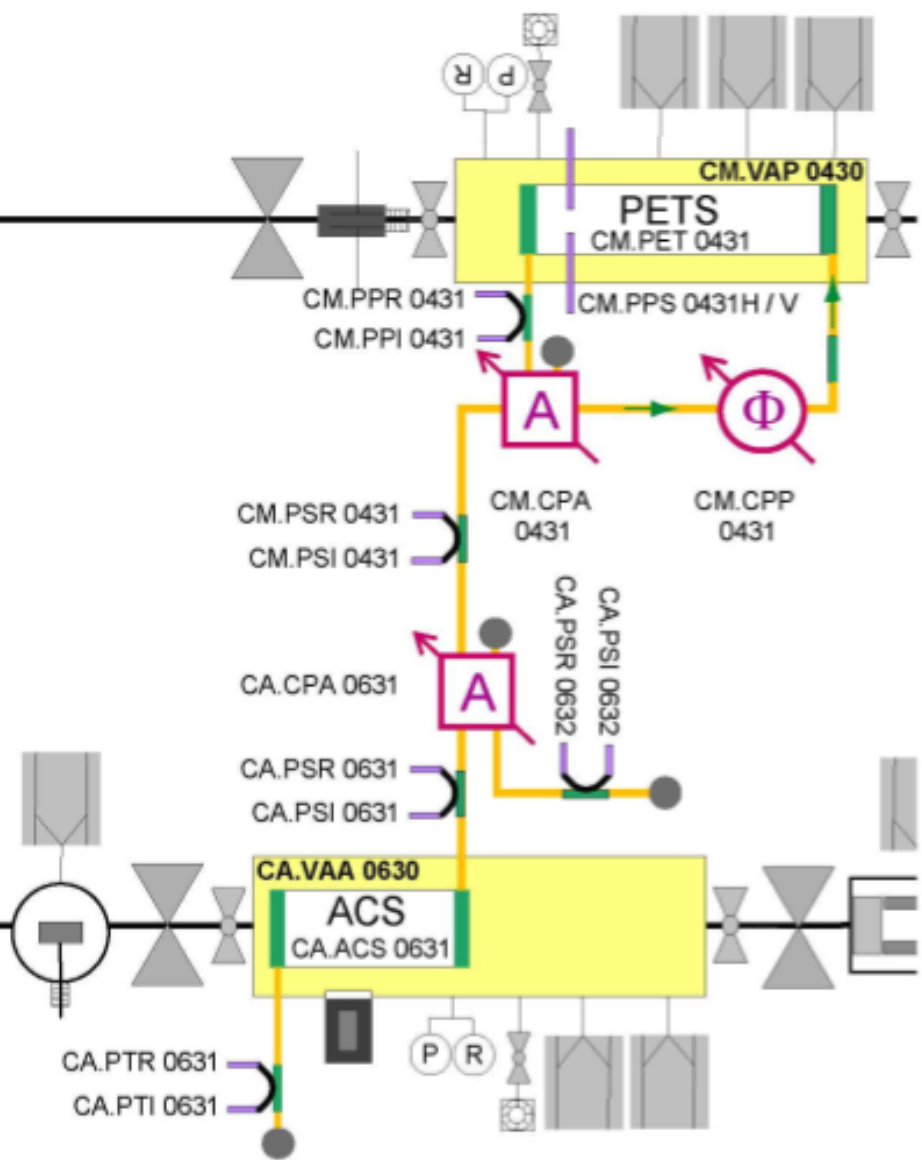 R P
CM.VAP 0430
PETS
CM.PET 0431
CM.PPR 0431
CM.PPS 0431H / V
CM.PPI 0431
A
Φ
CM.CPA
0431
CM.CPP
0431
CM.PSR 0431
CM.PSI 0431
CA.PSR 0632
CA.PSI 0632
CA.CPA 0631
A
CA.PSR 0631
CA.PSI 0631
CA.VAA 0630
ACS
CA.ACS 0631
P R
CA.PTR 0631
CA.PTI 0631